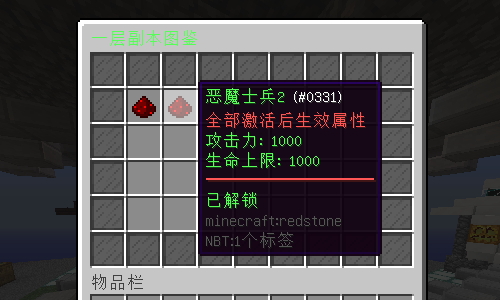 一层副本图鉴
恶魔士兵2 (#0331)
全部激活后生效属性
攻击力: 1000
生命上限: 1000
已解锁
minecraft:redstone
NBT:1个标签
物品栏